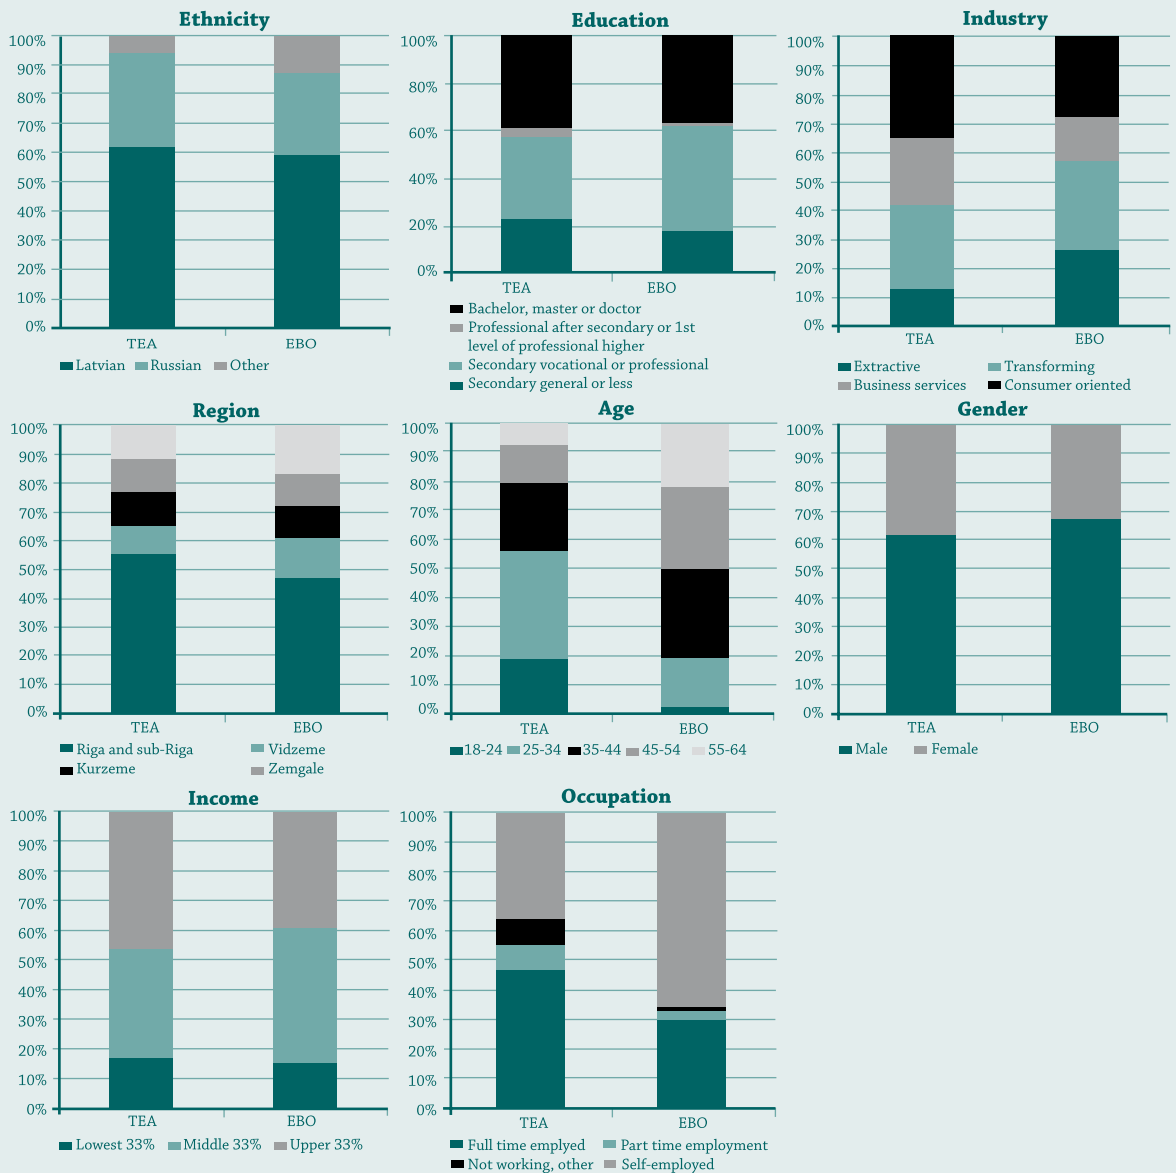 Ethnicity
100%
90%
80%
70%
60%
50%
40%
30%
20%
10%
0%
TEA EBO
Latvian Russian Other
Education
100%
80%
60%
40%
20%
0%
TEA EBO
Bachelor, master or doctor
Professional after secondary or 1st
level of professional higher
Secondary vocational or professional
Secondary general or less
Industry
100%
90%
80%
70%
60%
50%
40%
30%
20%
10%
0%
TEA EBO
Extractive Transforming
Business services Consumer oriented
Region
100%
90%
80%
70%
60%
50%
40%
30%
20%
10%
0%
TEA EBO
Riga and sub-Riga Vidzeme
Kurzeme Zemgale
Age
100%
90%
80%
70%
60%
50%
40%
30%
20%
10%
0%
TEA EBO
18-24 25-34 35-44 45-54 55-64
Gender
100%
90%
80%
70%
60%
50%
40%
30%
20%
10%
0%
TEA EBO
Male Female
Income
100%
90%
80%
70%
60%
50%
40%
30%
20%
10%
0%
TEA EBO
Lowest 33% Middle 33% Upper 33%
Occupation
100%
90%
80%
70%
60%
50%
40%
30%
20%
10%
0%
TEA EBO
Full time emplyed Part time employment
Not working, other Self-employed